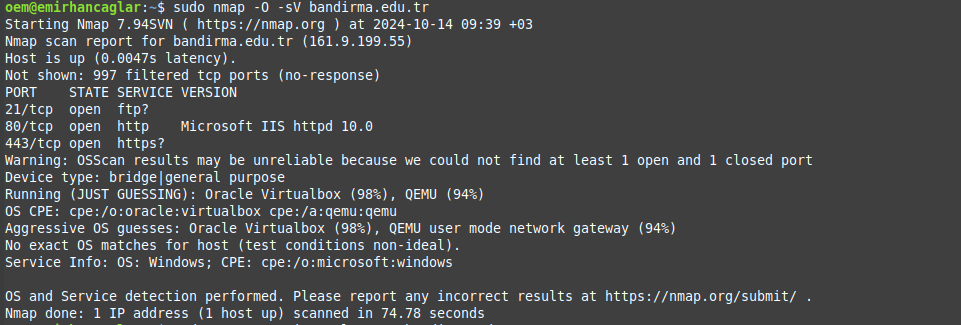 oem@emirhancaglar:~$ sudo nmap -O -sV bandirma.edu.tr
Starting Nmap 7.94SVN ( https://nmap.org ) at 2024-10-14 09:39 +03
Nmap scan report for bandirma.edu.tr (161.9.199.55)
Host is up (0.0047s latency).
Not shown: 997 filtered tcp ports (no-response)
PORT    STATE SERVICE VERSION
21/tcp  open  ftp?
80/tcp  open  http    Microsoft IIS httpd 10.0
443/tcp open  https?
Warning: OSScan results may be unreliable because we could not find at least 1 open and 1 closed port
Device type: bridge|general purpose
Running (JUST GUESSING): Oracle Virtualbox (98%), QEMU (94%)
OS CPE: cpe:/o:oracle:virtualbox cpe:/a:qemu:qemu
Aggressive OS guesses: Oracle Virtualbox (98%), QEMU user mode network gateway (94%)
No exact OS matches for host (test conditions non-ideal).
Service Info: OS: Windows; CPE: cpe:/o:microsoft:windows
OS and Service detection performed. Please report any incorrect results at https://nmap.org/submit/ .
Nmap done: 1 IP address (1 host up) scanned in 74.78 seconds